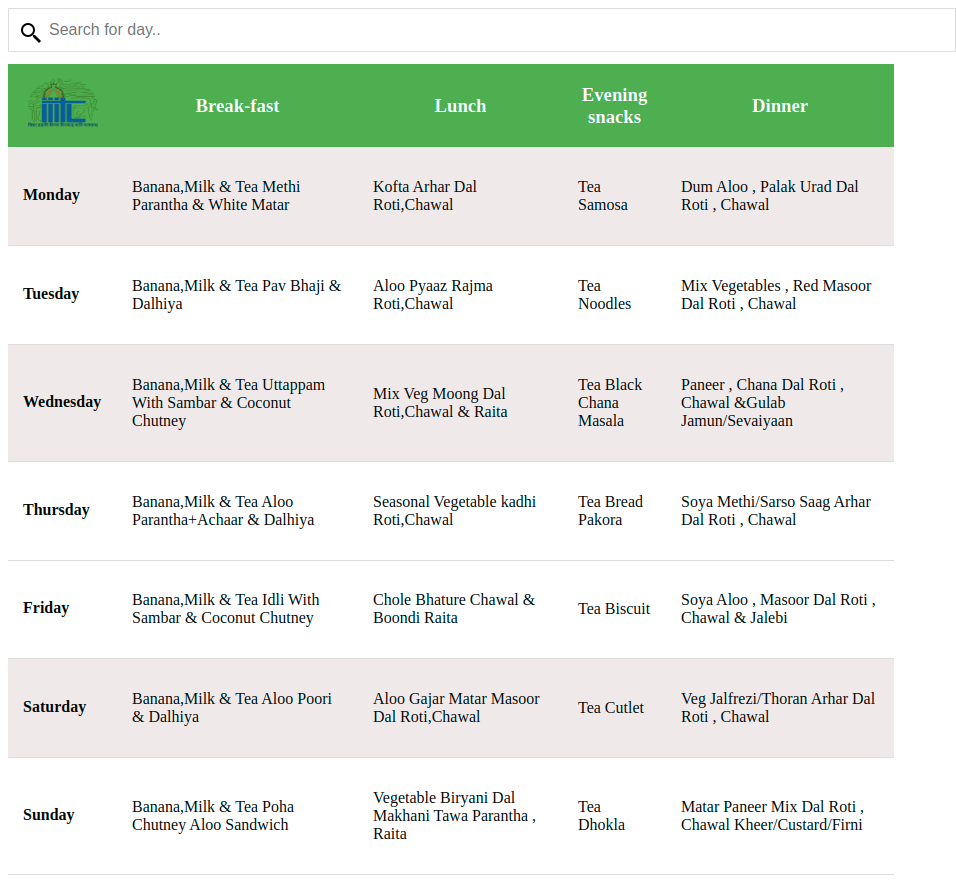 Search for day..
Break-fast
Lunch
Evening
snacks
Dinner
Monday
Banana,Milk & Tea Methi
Parantha & White Matar
Kofta Arhar Dal
Roti,Chawal
Tea
Samosa
Dum Aloo , Palak Urad Dal
Roti , Chawal
Tuesday
Banana,Milk & Tea Pav Bhaji &
Dalhiya
Aloo Pyaaz Rajma
Roti,Chawal
Tea
Noodles
Mix Vegetables , Red Masoor
Dal Roti , Chawal
Wednesday
Banana,Milk & Tea Uttappam
With Sambar & Coconut
Chutney
Mix Veg Moong Dal
Roti,Chawal & Raita
Tea Black
Chana
Masala
Paneer , Chana Dal Roti ,
Chawal &Gulab
Jamun/Sevaiyaan
Thursday
Banana,Milk & Tea Aloo
Parantha+Achaar & Dalhiya
Seasonal Vegetable kadhi
Roti,Chawal
Tea Bread
Pakora
Soya Methi/Sarso Saag Arhar
Dal Roti , Chawal
Friday
Banana,Milk & Tea Idli With
Sambar & Coconut Chutney
Chole Bhature Chawal &
Boondi Raita
Tea Biscuit
Soya Aloo , Masoor Dal Roti ,
Chawal & Jalebi
Saturday
Banana,Milk & Tea Aloo Poori
& Dalhiya
Aloo Gajar Matar Masoor
Dal Roti,Chawal
Tea Cutlet
Veg Jalfrezi/Thoran Arhar Dal
Roti , Chawal
Sunday
Banana,Milk & Tea Poha
Chutney Aloo Sandwich
Vegetable Biryani Dal
Makhani Tawa Parantha ,
Raita
Tea
Dhokla
Matar Paneer Mix Dal Roti ,
Chawal Kheer/Custard/Firni